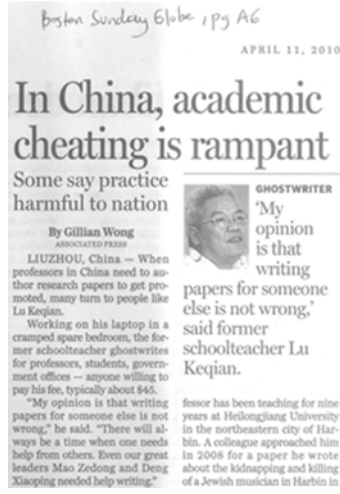 Boston Sunday Globe, pg A6
APRIL 11, 2010
In China, academic
cheating is rampant
Some say practice
harmful to nation
By Gillian Wong
ASSOCIATED PRESS
LIUZHOU, China — When
professors in China need to au-
thor research papers to get pro-
moted, many turn to people like
Lu Keqian.
Working on his laptop in a
cramped spare bedroom, the for-
mer schoolteacher ghostwrites
for professors, students, govern-
ment offices — anyone willing to
pay his fee, typically about $45.
"My opinion is that writing
papers for someone else is not
wrong," he said. "There will al-
ways be a time when one needs
help from others. Even our great
leaders Mao Zedong and Deng
Xiaoping needed help writing."
GHOSTWRITER
'My
opinion
is that
writing
papers for someone
else is not wrong,'
said former
schoolteacher Lu
Keqian.
fessor has been teaching for nine
years at Heilongjiang University
in the northeastern city of Har-
bin. A colleague approached him
in 2008 for a paper he wrote
about the kidnapping and killing
of a Jewish musician in Harbin in